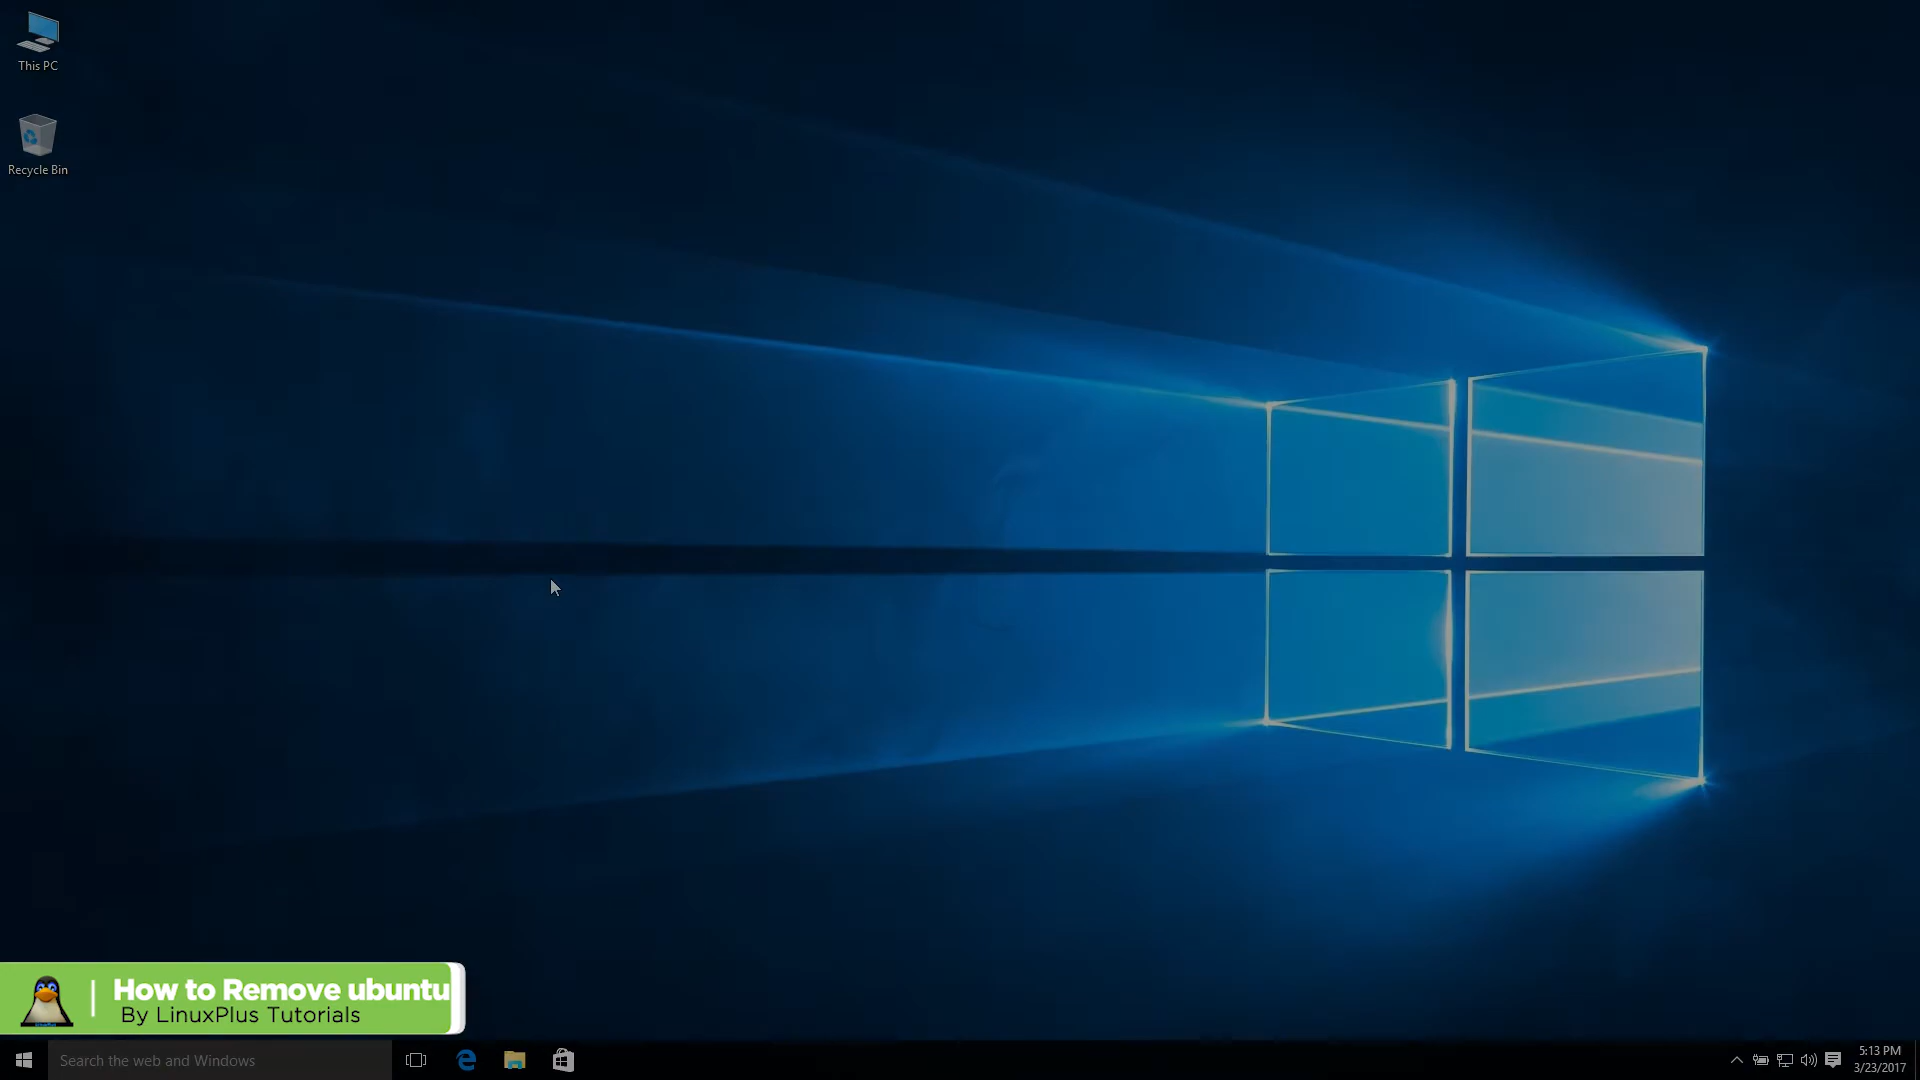 This PC
Recycle Bin
How to Remove ubuntu
By LinuxPlus Tutorials
Search the web and Windows
5:13 PM
3/23/2017